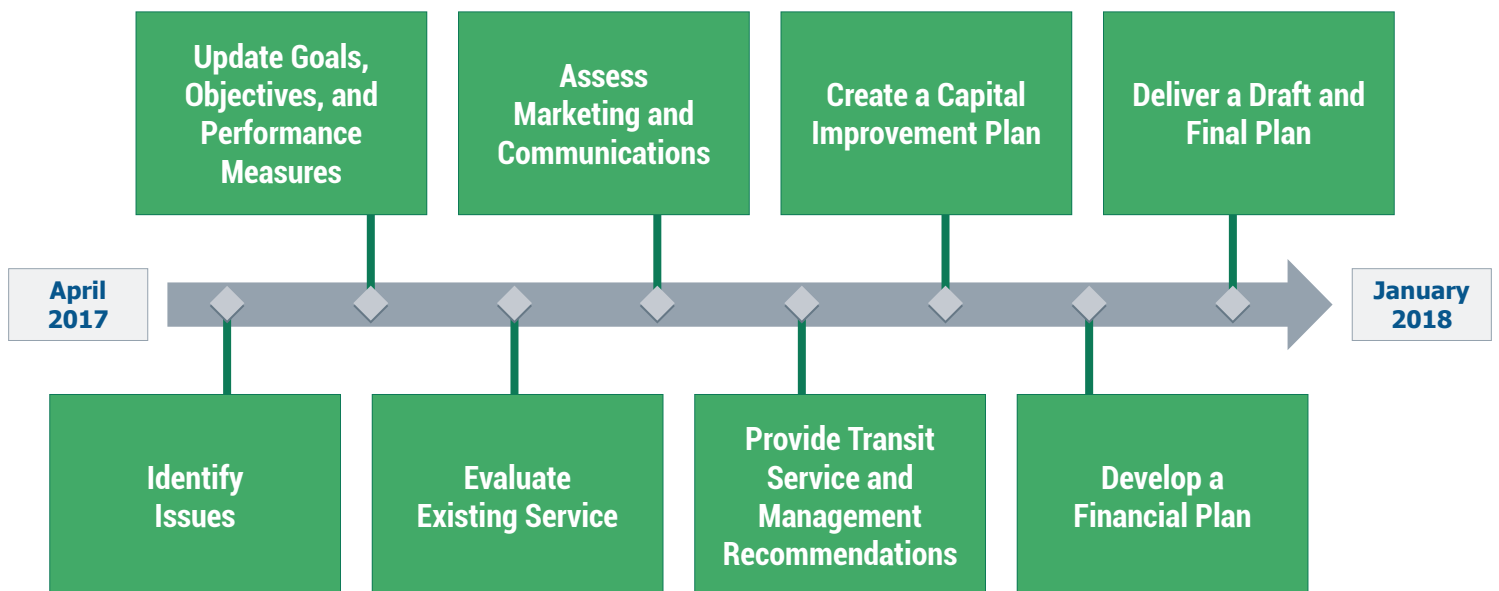 Update Goals,
Objectives, and
Performance
Measures
Assess
Marketing and
Communications
Create a Capital
Improvement Plan
Deliver a Draft and
Final Plan
April
2017
January
2018
Identify
Issues
Evaluate
Existing Service
Provide Transit
Service and
Management
Recommendations
Develop a
Financial Plan